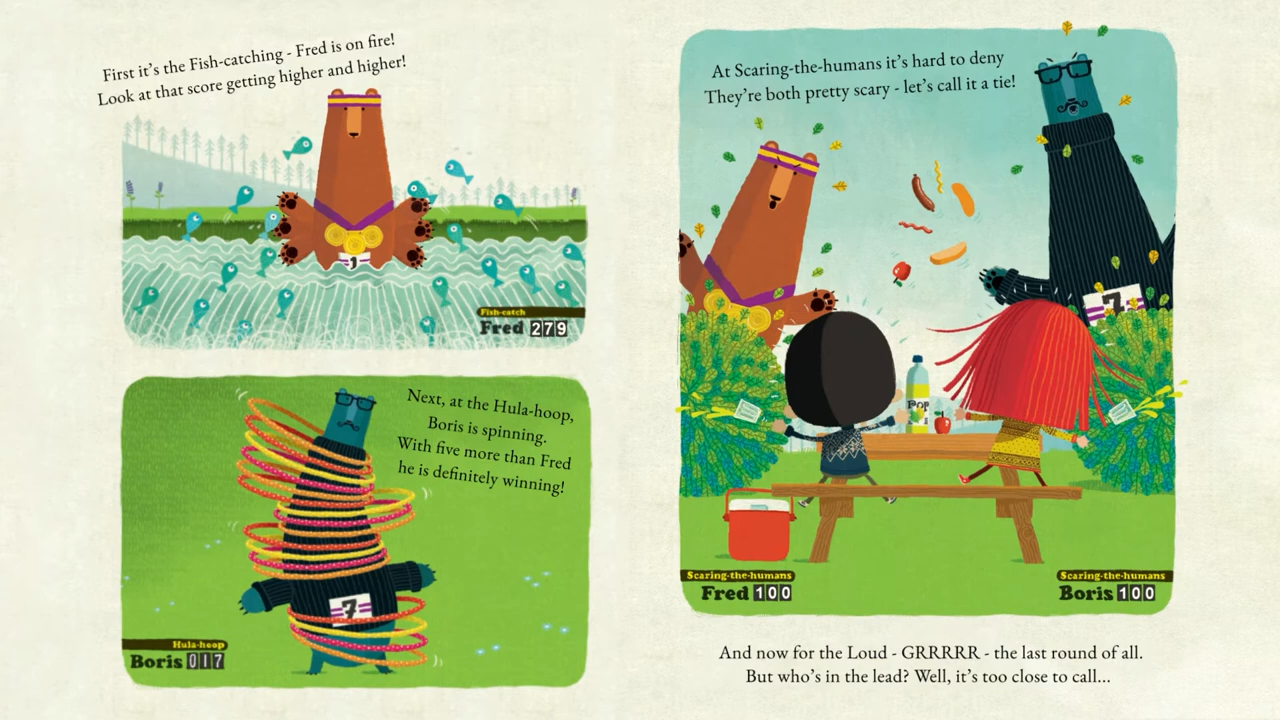 First it's the Fish-catching - Fred is on fire!
Look at that score getting higher and higher!
1
Fish-catch
Fred 279
Next, at the Hula-hoop,
Boris is spinning.
With five more than Fred
he is definitely winning!
7
Hula-hoop
Boris 017
At Scaring-the-humans it's hard to deny
They're both pretty scary - let's call it a tie!
7
POP
Scaring-the-humans
Fred 100
Scaring-the-humans
Boris 100
And now for the Loud - GRRRRR - the last round of all.
But who's in the lead? Well, it's too close to call...